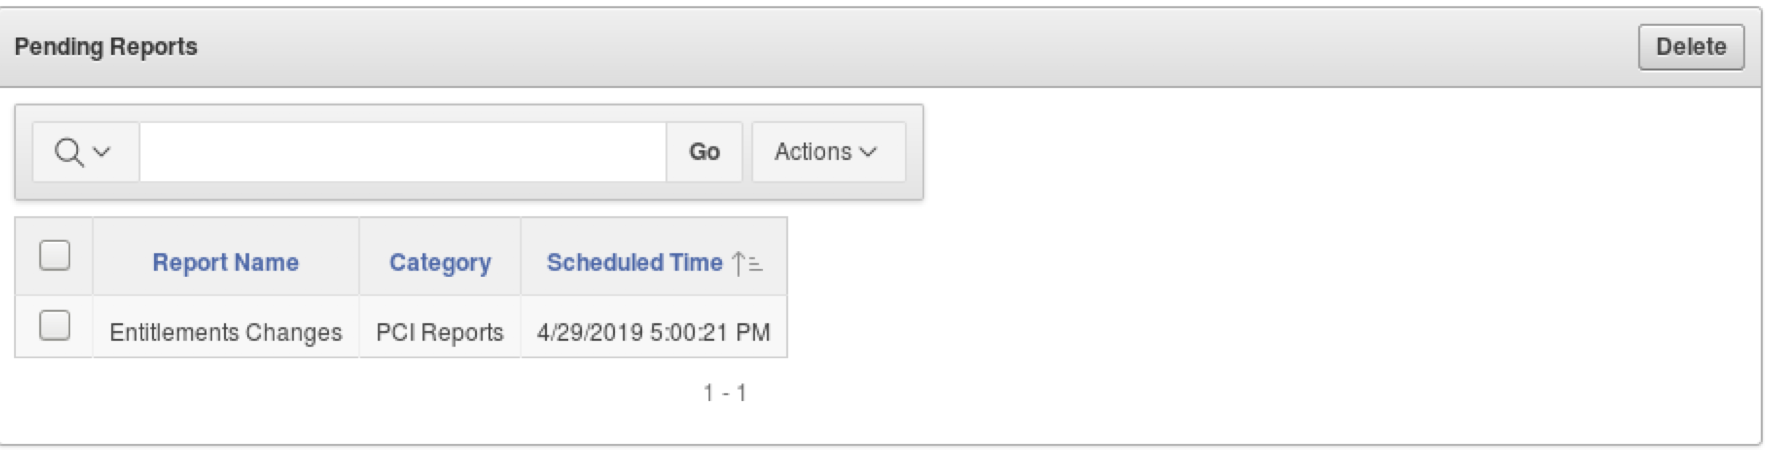 Pending Reports Delete
Go Actions
Report Name Category Scheduled Time
Entitlements Changes PCI Reports 4/29/2019 5:00:21 PM
1 - 1